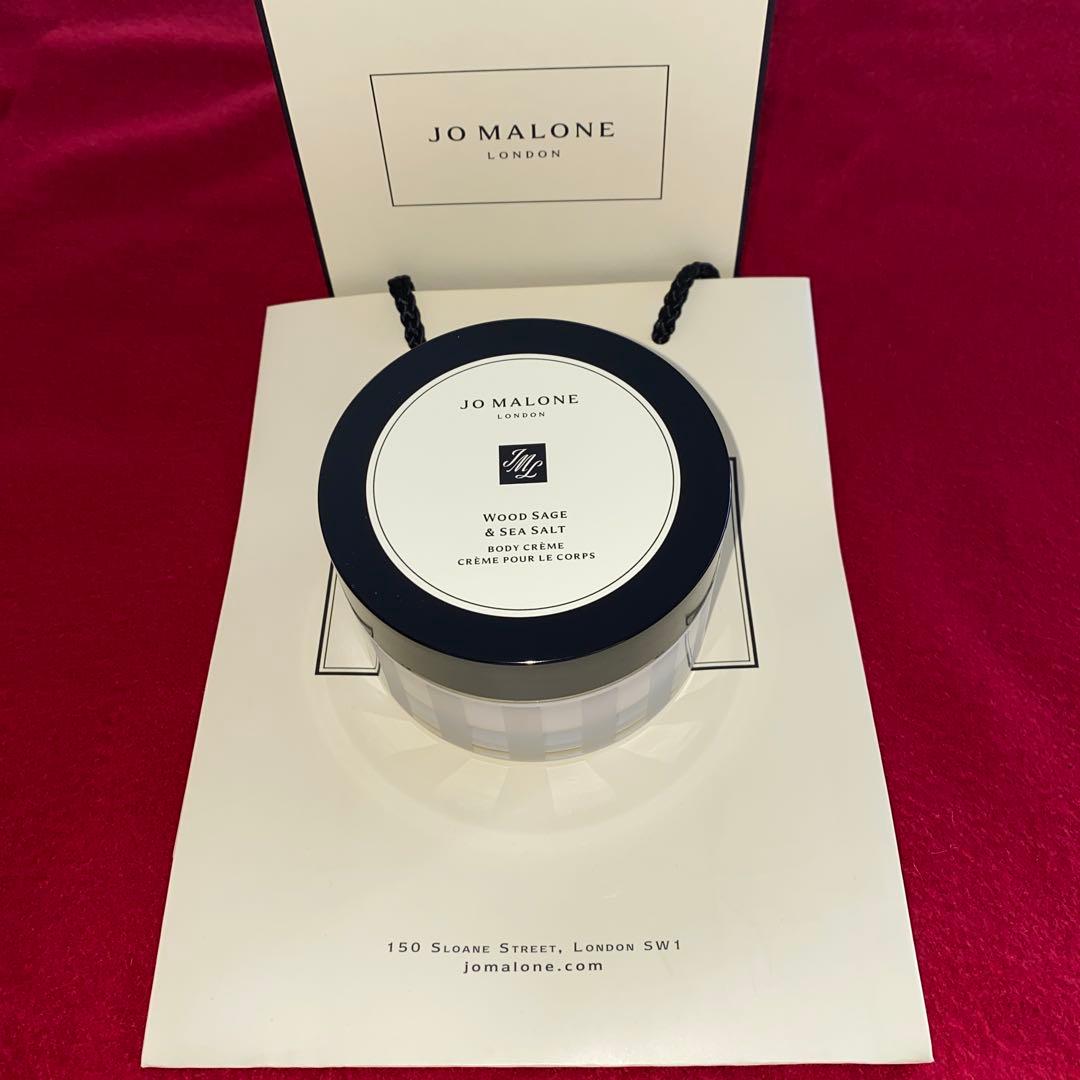 JO MALONE
LONDON
JO MALONE
LONDON
JML
WOOD SAGE
& SEA SALT
BODY CRÈME
CRÈME POUR LE CORPS
150 SLOANE STREET, LONDON SW1
jomalone.com